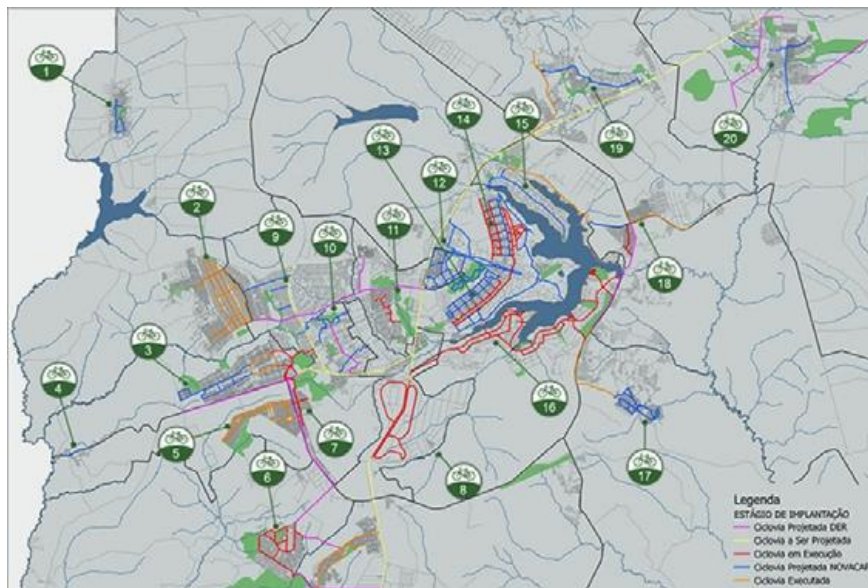 1
2
3
4
5
6
7
8
9
10
11
12
13
14
15
16
17
18
19
20
Legenda
ESTÁGIO DE IMPLANTAÇÃO
Ciclovia Projetada DER
Ciclovia a Ser Projetada
Ciclovia em Execução
Ciclovia Projetada NOVACAP
Ciclovia Executada